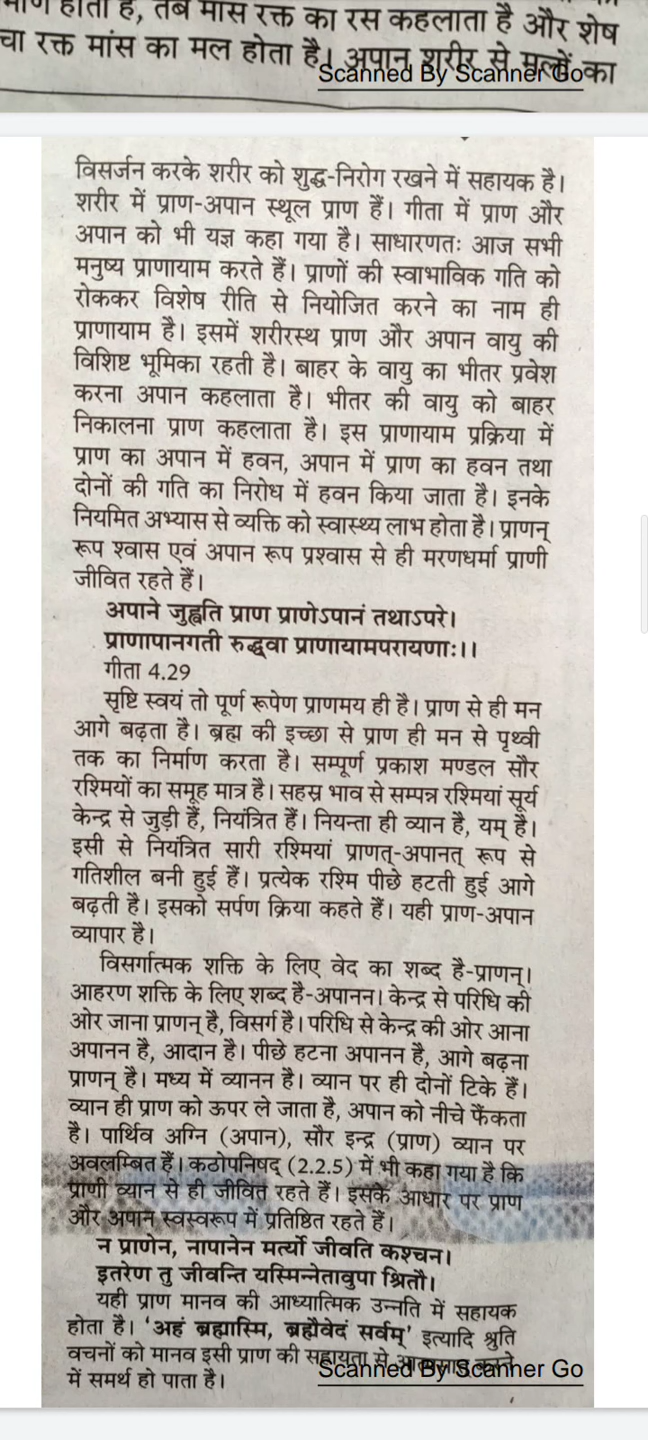 होता है, तब मांस रक्त का रस कहलाता है और शेष
चा रक्त मांस का मल होता है। अपान शरीर से मलों का
Scanned By Scanner Go
विसर्जन करके शरीर को शुद्ध-निरोग रखने में सहायक है।
शरीर में प्राण-अपान स्थूल प्राण हैं। गीता में प्राण और
अपान को भी यज्ञ कहा गया है। साधारणतः आज सभी
मनुष्य प्राणायाम करते हैं। प्राणों की स्वाभाविक गति को
रोककर विशेष रीति से नियोजित करने का नाम ही
प्राणायाम है। इसमें शरीरस्थ प्राण और अपान वायु की
विशिष्ट भूमिका रहती है। बाहर के वायु का भीतर प्रवेश
करना अपान कहलाता है। भीतर की वायु को बाहर
निकालना प्राण कहलाता है। इस प्राणायाम प्रक्रिया में
प्राण का अपान में हवन, अपान में प्राण का हवन तथा
दोनों की गति का निरोध में हवन किया जाता है। इनके
नियमित अभ्यास से व्यक्ति को स्वास्थ्य लाभ होता है। प्राणन्
रूप श्वास एवं अपान रूप प्रश्वास से ही मरणधर्मा प्राणी
जीवित रहते हैं।
अपाने जुह्वति प्राण प्राणेऽपानं तथाऽपरे।
प्राणापानगती रुद्धवा प्राणायामपरायणाः।।
गीता 4.29
सृष्टि स्वयं तो पूर्ण रूपेण प्राणमय ही है। प्राण से ही मन
आगे बढ़ता है। ब्रह्म की इच्छा से प्राण ही मन से पृथ्वी
तक का निर्माण करता है। सम्पूर्ण प्रकाश मण्डल सौर
रश्मियों का समूह मात्र है। सहस्र भाव से सम्पन्न रश्मियां सूर्य
केन्द्र से जुड़ी हैं, नियंत्रित हैं। नियन्ता ही व्यान है, यम् है।
इसी से नियंत्रित सारी रश्मियां प्राणत्-अपानत् रूप से
गतिशील बनी हुई हैं। प्रत्येक रश्मि पीछे हटती हुई आगे
बढ़ती है। इसको सर्पण क्रिया कहते हैं। यही प्राण-अपान
व्यापार है।
विसर्गात्मक शक्ति के लिए वेद का शब्द है-प्राणन्।
आहरण शक्ति के लिए शब्द है-अपानन। केन्द्र से परिधि की
ओर जाना प्राणन् है, विसर्ग है। परिधि से केन्द्र की ओर आना
अपानन है, आदान है। पीछे हटना अपानन है, आगे बढ़ना
प्राणन् है। मध्य में व्यानन है। व्यान पर ही दोनों टिके हैं।
व्यान ही प्राण को ऊपर ले जाता है, अपान को नीचे फैंकता
है। पार्थिव अग्नि (अपान), सौर इन्द्र (प्राण) व्यान पर
अवलम्बित हैं। कठोपनिषद् (2.2.5) में भी कहा गया है कि
प्राणी व्यान से ही जीवित रहते हैं। इसके आधार पर प्राण
और अपान स्वस्वरूप में प्रतिष्ठित रहते हैं।
न प्राणेन, नापानेन मर्त्यो जीवति कश्चन।
इतरेण तु जीवन्ति यस्मिन्नेतावुपा श्रितौ।
यही प्राण मानव की आध्यात्मिक उन्नति में सहायक
होता है। ‘अहं ब्रह्मास्मि, ब्रह्मैवेदं सर्वम्’ इत्यादि श्रुति
वचनों को मानव इसी प्राण की सहायता से आत्मसात करने
में समर्थ हो पाता है।
Scanned By Scanner Go